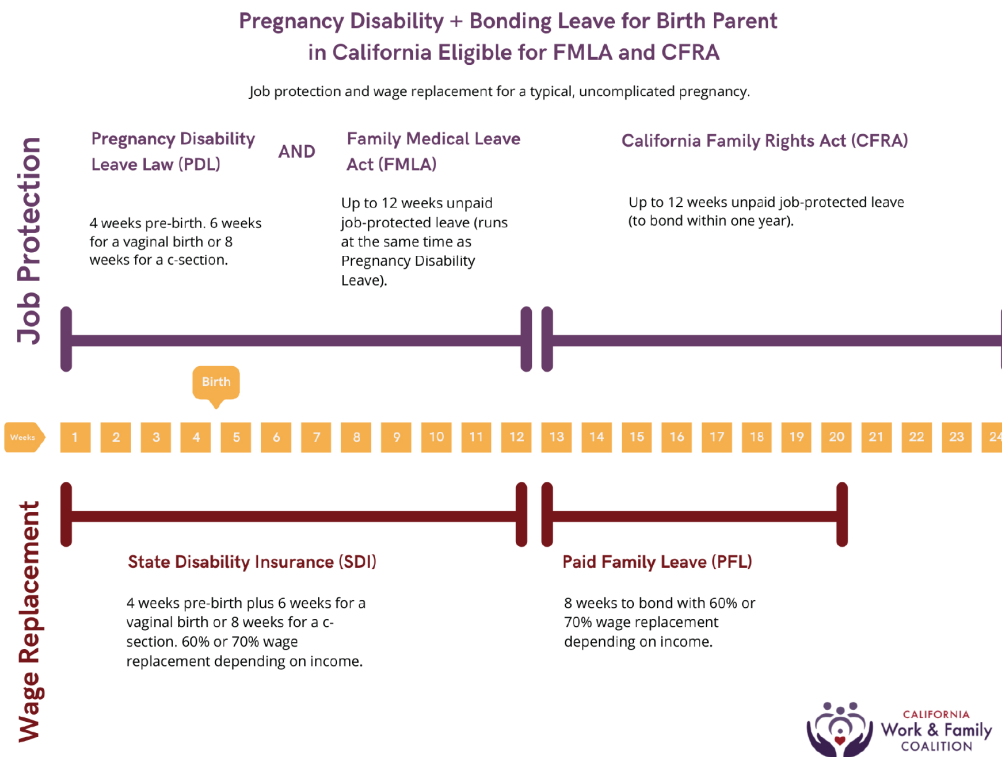 Pregnancy Disability + Bonding Leave for Birth Parent
in California Eligible for FMLA and CFRA
Job protection and wage replacement for a typical, uncomplicated pregnancy.
Job Protection
Pregnancy Disability
Leave Law (PDL)
AND
Family Medical Leave
Act (FMLA)
California Family Rights Act (CFRA)
4 weeks pre-birth. 6 weeks
for a vaginal birth or 8
weeks for a c-section.
Up to 12 weeks unpaid
job-protected leave (runs
at the same time as
Pregnancy Disability
Leave).
Up to 12 weeks unpaid job-protected leave
(to bond within one year).
Birth
Weeks 1 2 3 4 5 6 7 8 9 10 11 12 13 14 15 16 17 18 19 20 21 22 23 24
Wage Replacement
State Disability Insurance (SDI)
4 weeks pre-birth plus 6 weeks for a
vaginal birth or 8 weeks for a c-
section. 60% or 70% wage
replacement depending on income.
Paid Family Leave (PFL)
8 weeks to bond with 60% or
70% wage replacement
depending on income.
CALIFORNIA
Work & Family
COALITION